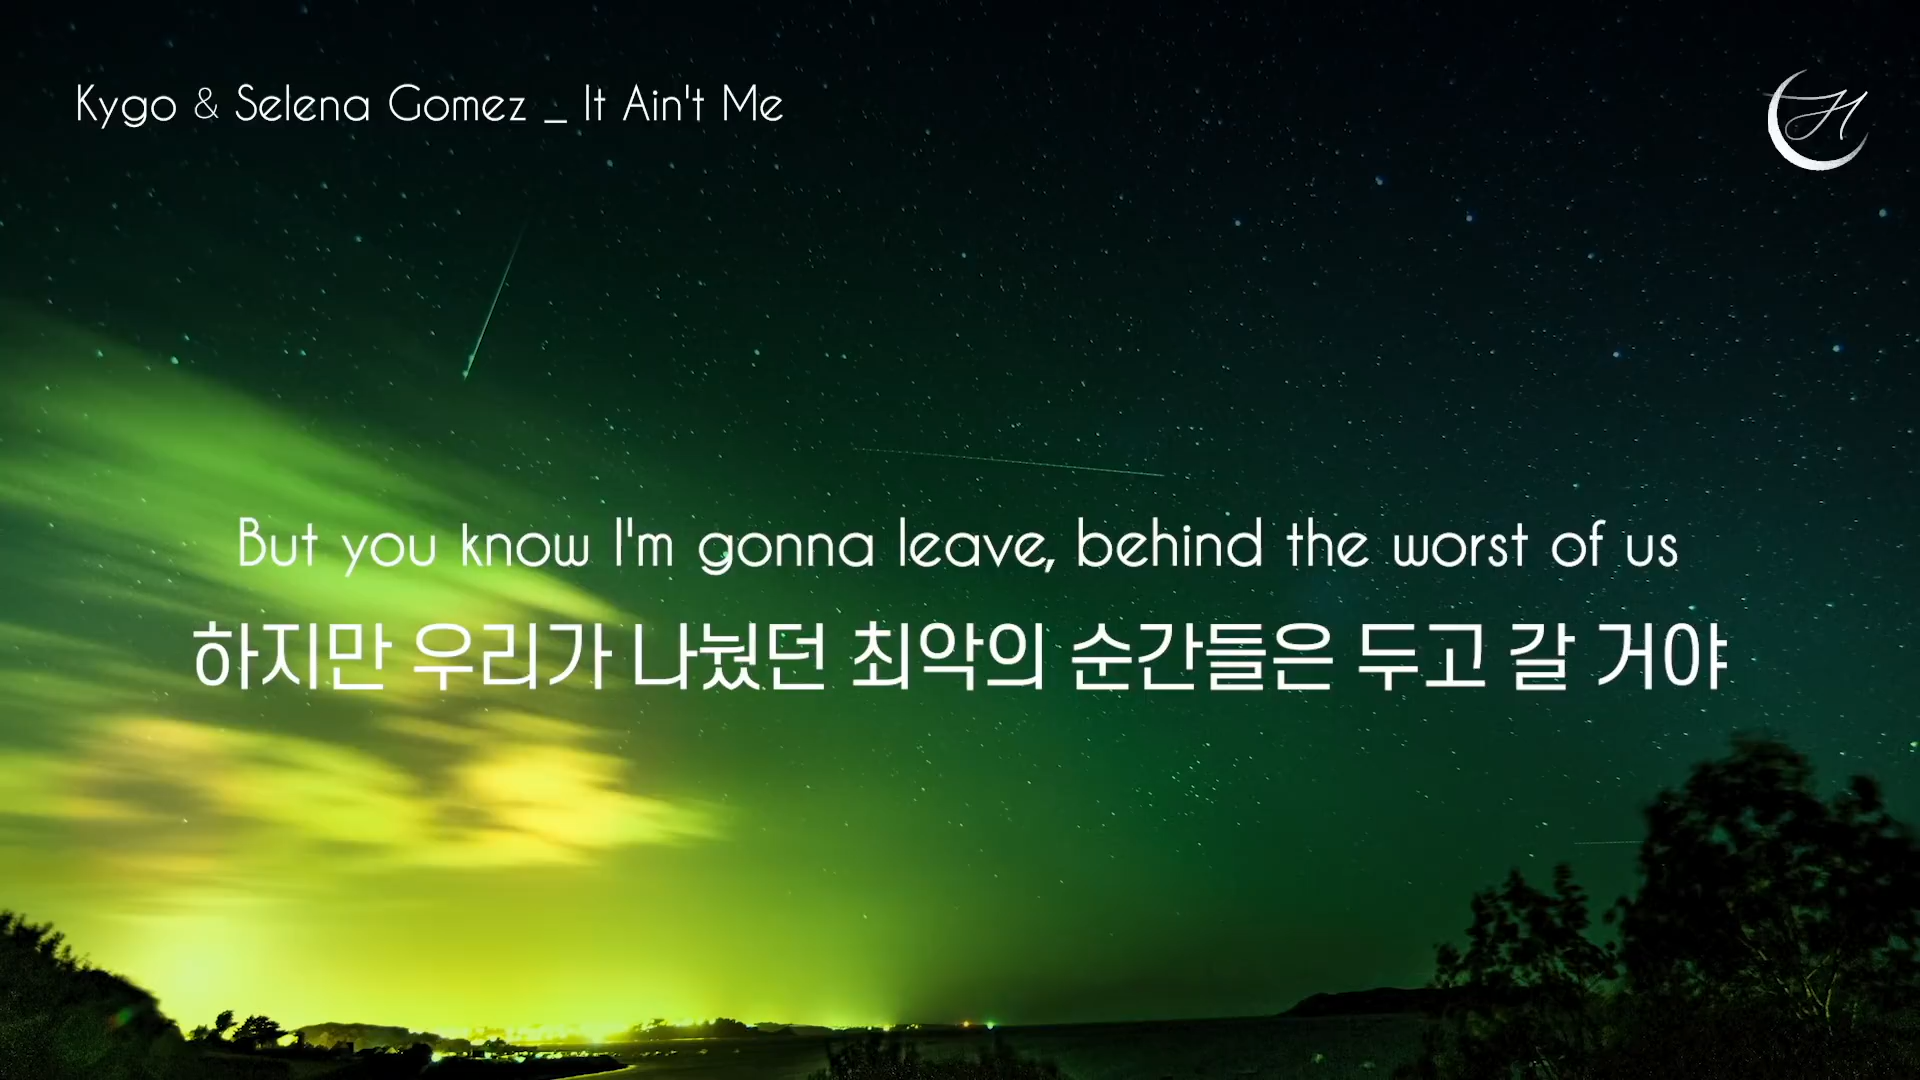 Kygo & Selena Gomez _ It Ain't Me
H
But you know I'm gonna leave, behind the worst of us
하지만 우리가 나눴던 최악의 순간들은 두고 갈 거야